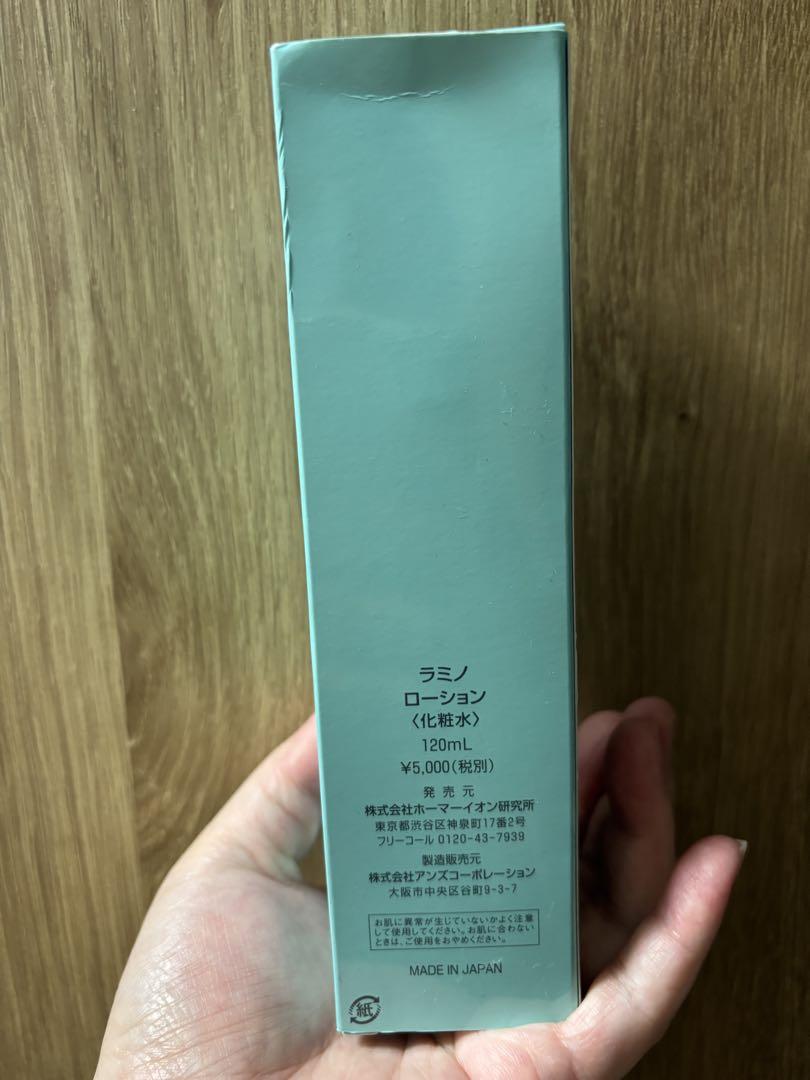 ラミノ
ローション
〈化粧水〉
120mL
¥5,000(税別)
発売元
株式会社ホーマーイオン研究所
東京都渋谷区神泉町17番2号
フリーコール 0120-43-7939
製造販売元
株式会社アンズコーポレーション
大阪市中央区谷町9-3-7
お肌に異常が生じていないかよく注意
して使用してください。お肌に合わない
ときは、ご使用をおやめください。
MADE IN JAPAN
紙